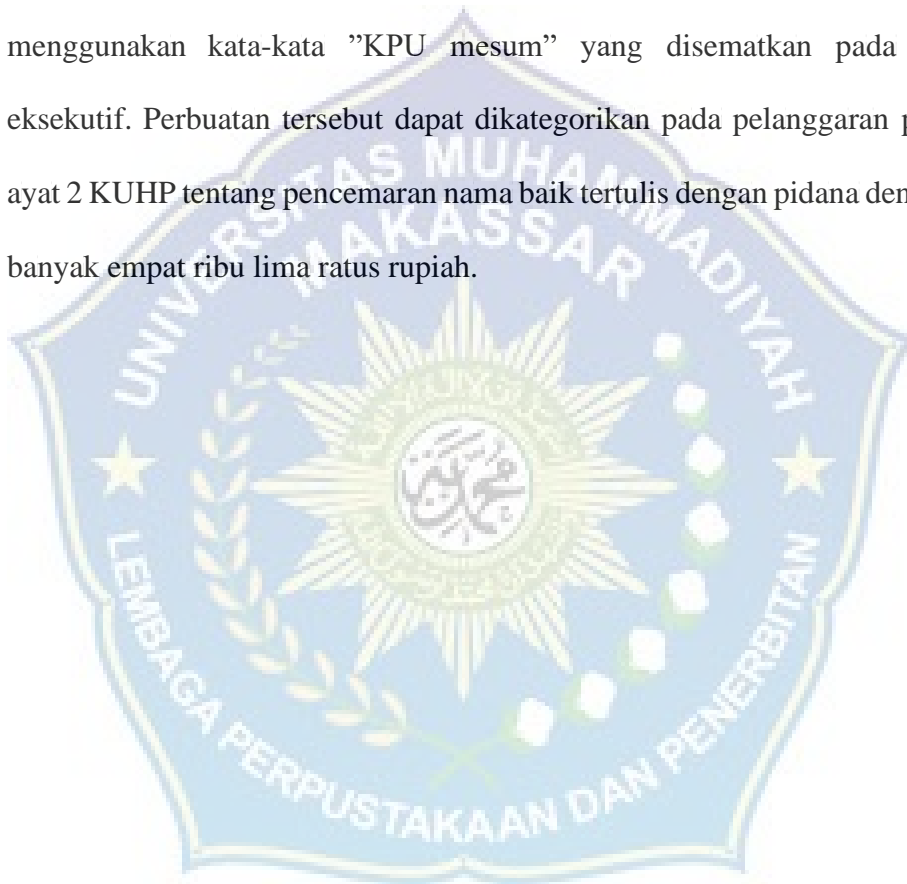 menggunakan kata-kata ”KPU mesum” yang disematkan pada
eksekutif. Perbuatan tersebut dapat dikategorikan pada pelanggaran
ayat 2 KUHP tentang pencemaran nama baik tertulis dengan pidana
banyak empat ribu lima ratus rupiah.
UNIVERSITAS MUHAMMADIYAH
MAKASSAR
LEMBAGA PERPUSTAKAAN DAN PENERBITAN